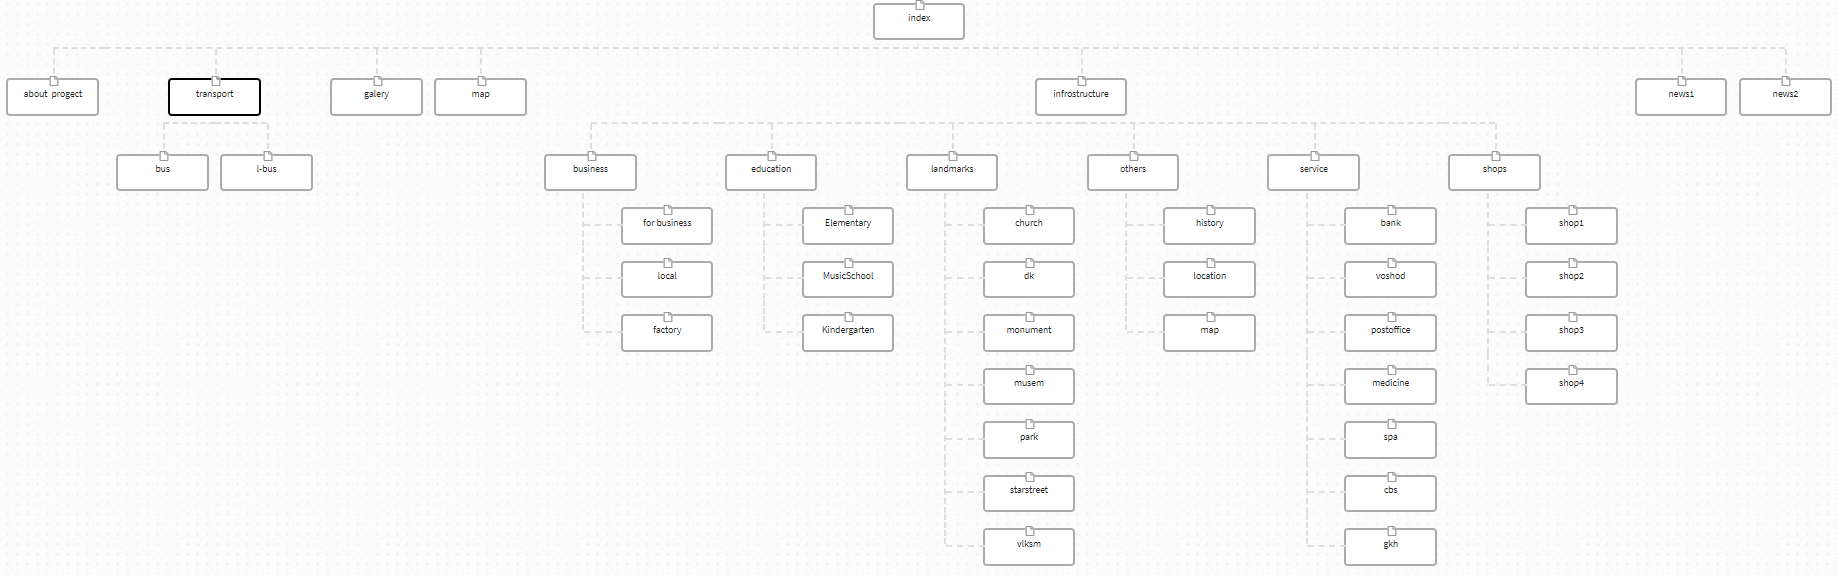 index
about progect
transport
galery
map
infrostructure
news1
news2
bus
l-bus
business
education
landmarks
others
service
shops
for business
Elementary
church
history
bank
shop1
local
MusicSchool
dk
location
voshod
shop2
factory
Kindergarten
monument
map
postoffice
shop3
musem
medicine
shop4
park
spa
starstreet
cbs
vlksm
gkh